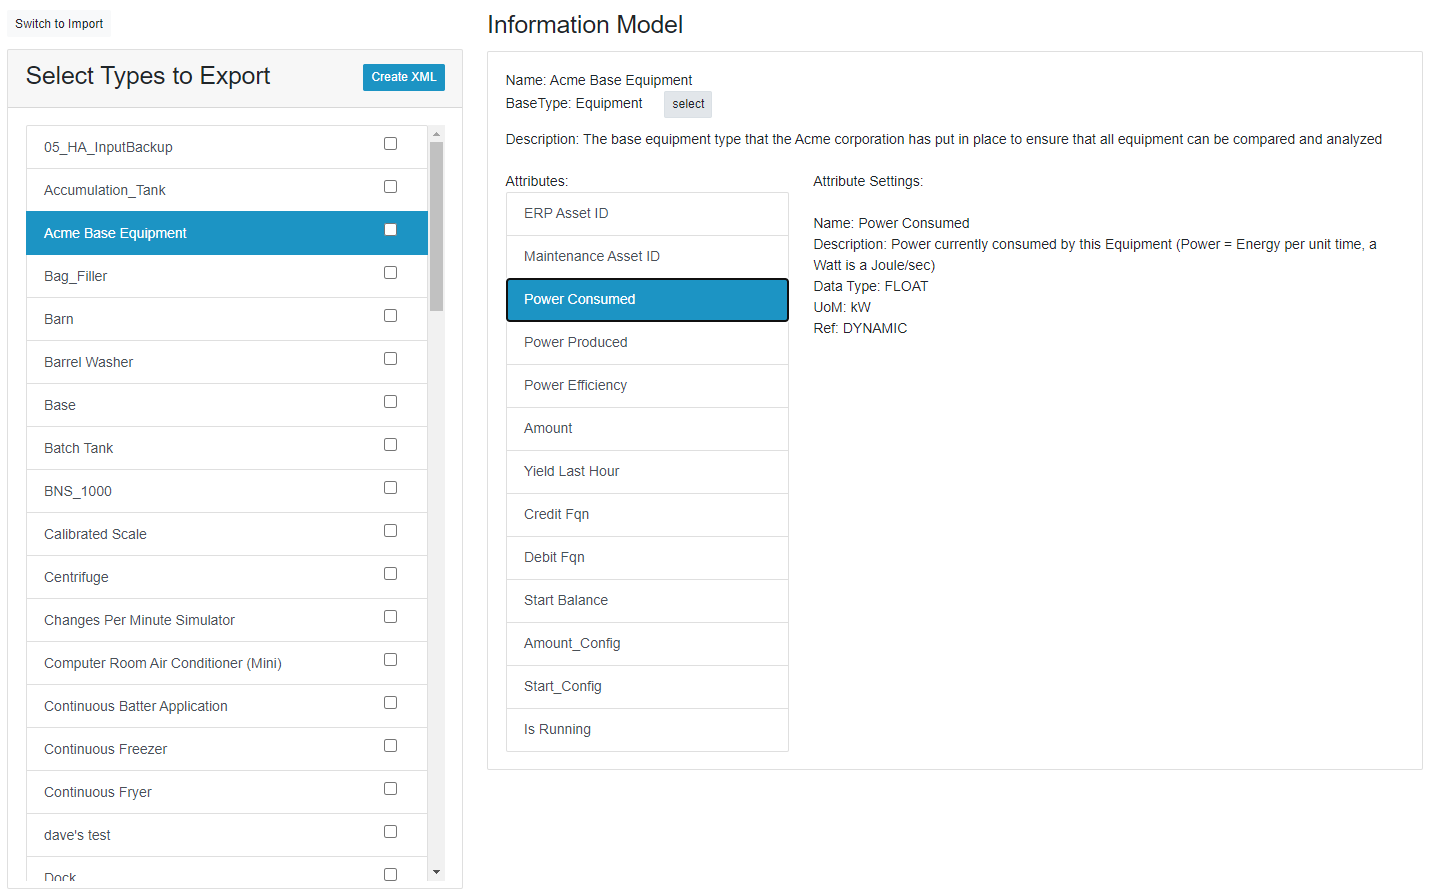 Switch to Import
Select Types to Export
Create XML
05_HA_InputBackup
Accumulation_Tank
Acme Base Equipment
Bag_Filler
Barn
Barrel Washer
Base
Batch Tank
BNS_1000
Calibrated Scale
Centrifuge
Changes Per Minute Simulator
Computer Room Air Conditioner (Mini)
Continuous Batter Application
Continuous Freezer
Continuous Fryer
dave's test
Dock
Information Model
Name: Acme Base Equipment
BaseType: Equipment select
Description: The base equipment type that the Acme corporation has put in place to ensure that all equipment can be compared and analyzed
Attributes:
ERP Asset ID
Maintenance Asset ID
Power Consumed
Power Produced
Power Efficiency
Amount
Yield Last Hour
Credit Fqn
Debit Fqn
Start Balance
Amount_Config
Start_Config
Is Running
Attribute Settings:
Name: Power Consumed
Description: Power currently consumed by this Equipment (Power = Energy per unit time, a
Watt is a Joule/sec)
Data Type: FLOAT
UoM: kW
Ref: DYNAMIC